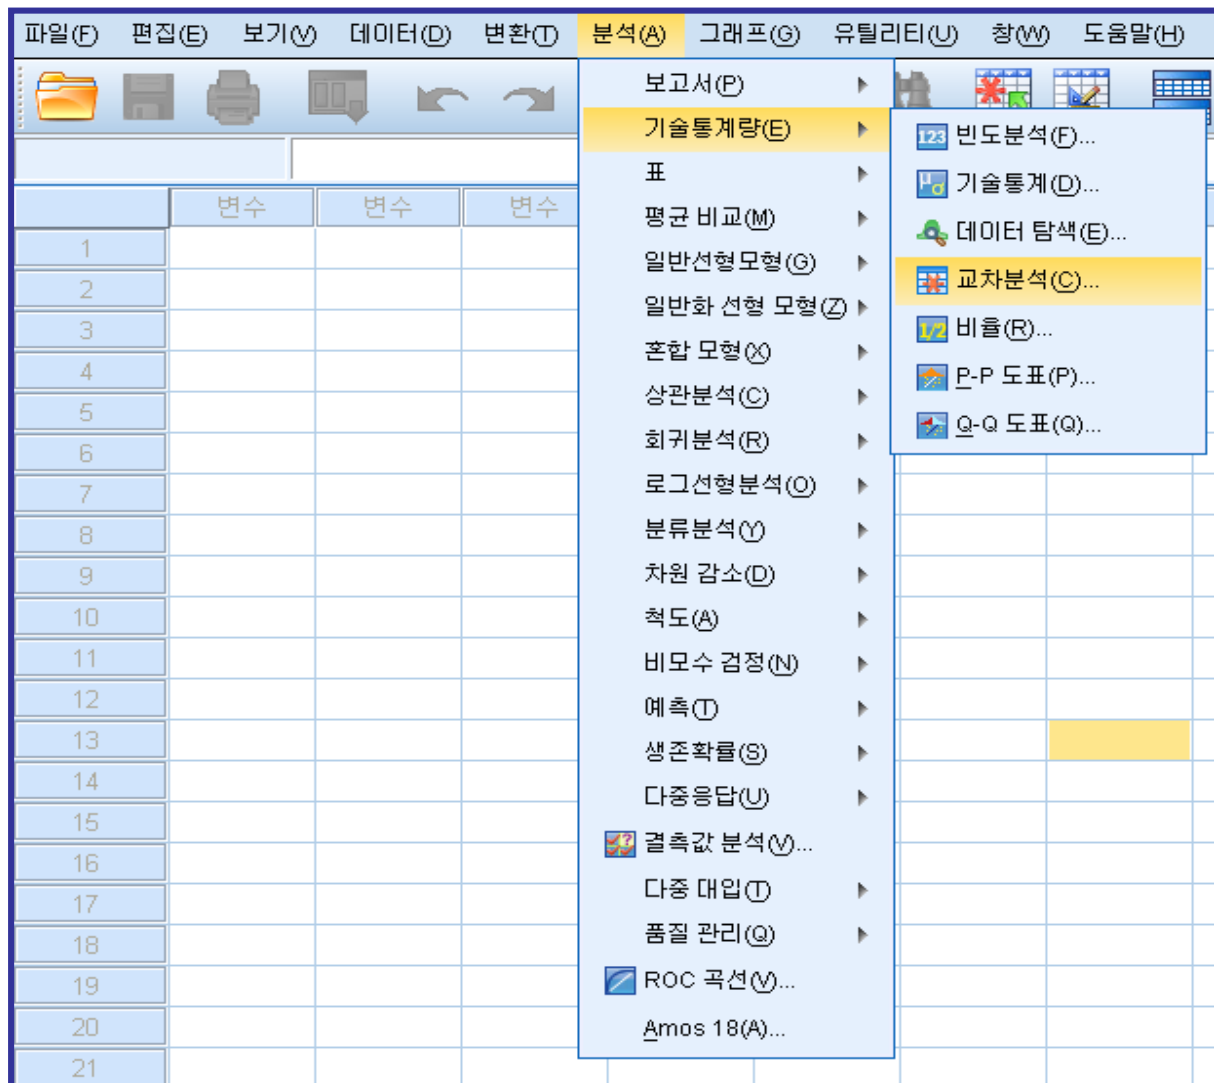 파일(F) 편집(E) 보기(V) 데이터(D) 변환(T) 분석(A) 그래프(G) 유틸리티(U) 창(W) 도움말(H)
보고서(P)
기술통계량(E)
표
평균 비교(M)
일반선형모형(G)
일반화 선형 모형(Z)
혼합 모형(X)
상관분석(C)
회귀분석(R)
로그선형분석(O)
분류분석(Y)
차원 감소(D)
척도(A)
비모수 검정(N)
예측(T)
생존확률(S)
다중응답(U)
결측값 분석(V)...
다중 대입(T)
품질 관리(Q)
ROC 곡선(V)...
Amos 18(A)...
123 빈도분석(F)...
기술통계(D)...
데이터 탐색(E)...
교차분석(C)...
1/2 비율(R)...
P-P 도표(P)...
Q-Q 도표(Q)...
변수 변수 변수
1
2
3
4
5
6
7
8
9
10
11
12
13
14
15
16
17
18
19
20
21